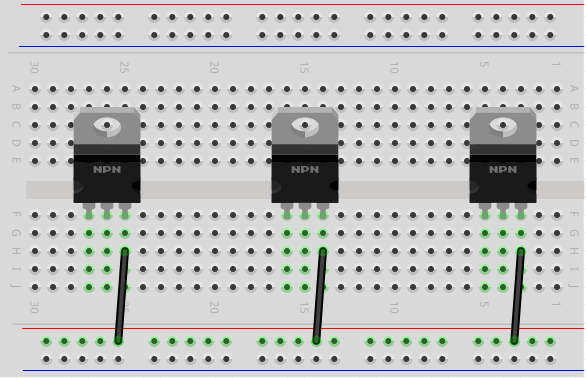 30 25 20 15 10 5 1
A A
B B
C C
D D
E E
NPN NPN NPN
F F
G G
H H
I I
J J
30 25 20 15 10 5 1